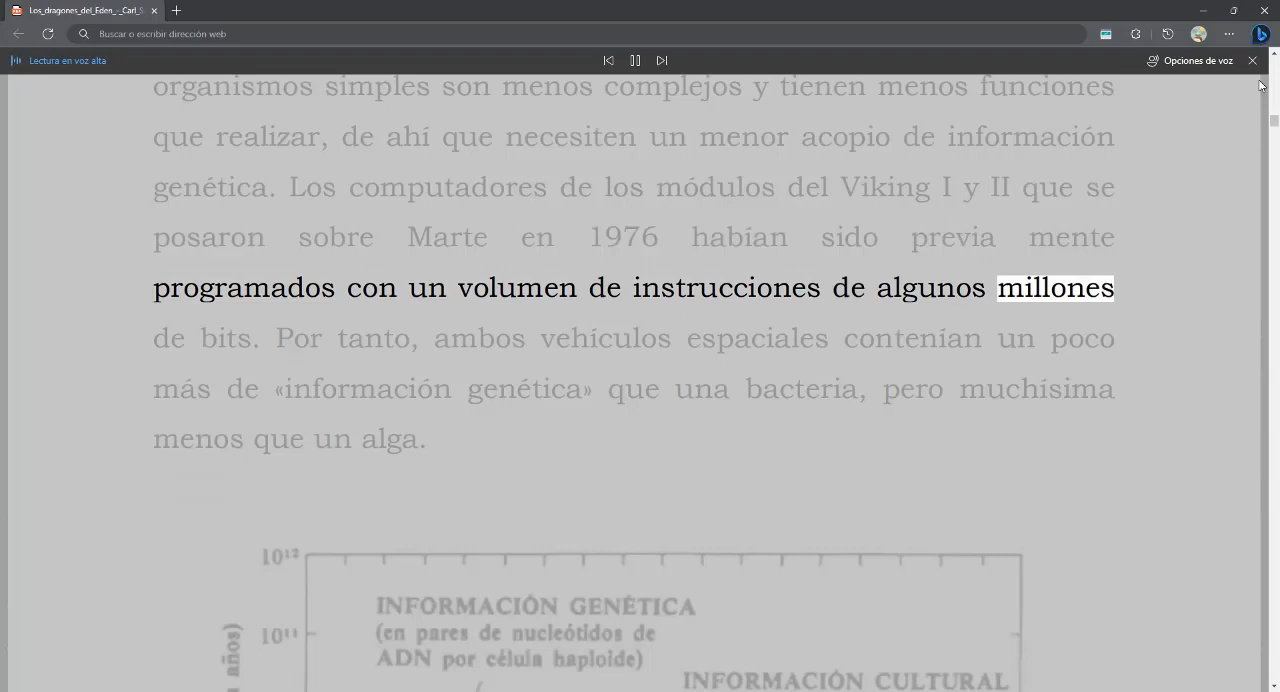 Los_dragones_del_Eden_-_Carl_S
Buscar o escribir dirección web
Lectura en voz alta
Opciones de voz
organismos simples son menos complejos y tienen menos funciones
que realizar, de ahí que necesiten un menor acopio de información
genética. Los computadores de los módulos del Viking I y II que se
posaron sobre Marte en 1976 habían sido previa mente
programados con un volumen de instrucciones de algunos millones
de bits. Por tanto, ambos vehículos espaciales contenían un poco
más de «información genética» que una bacteria, pero muchísima
menos que un alga.
10¹²
INFORMACIÓN GENÉTICA
10¹¹
(en pares de nucleótidos de
ADN por célula haploide)
años)
INFORMACIÓN CULTURAL